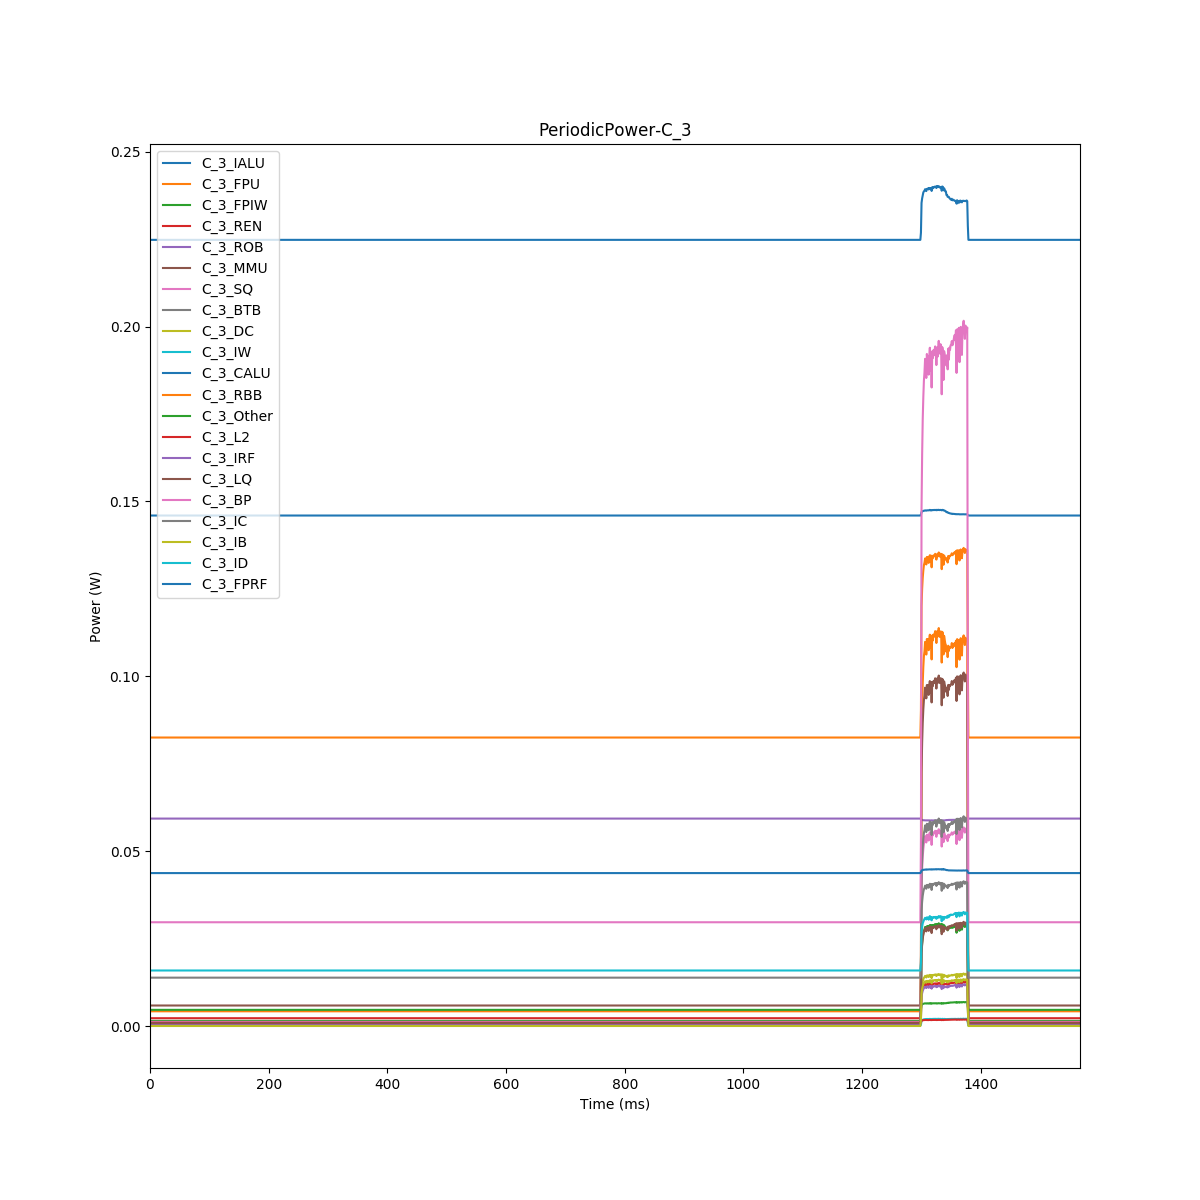 PeriodicPower-C_3
0.25
0.20
0.15
0.10
0.05
0.00
Power (W)
C_3_IALU
C_3_FPU
C_3_FPIW
C_3_REN
C_3_ROB
C_3_MMU
C_3_SQ
C_3_BTB
C_3_DC
C_3_IW
C_3_CALU
C_3_RBB
C_3_Other
C_3_L2
C_3_IRF
C_3_LQ
C_3_BP
C_3_IC
C_3_IB
C_3_ID
C_3_FPRF
0 200 400 600 800 1000 1200 1400
Time (ms)